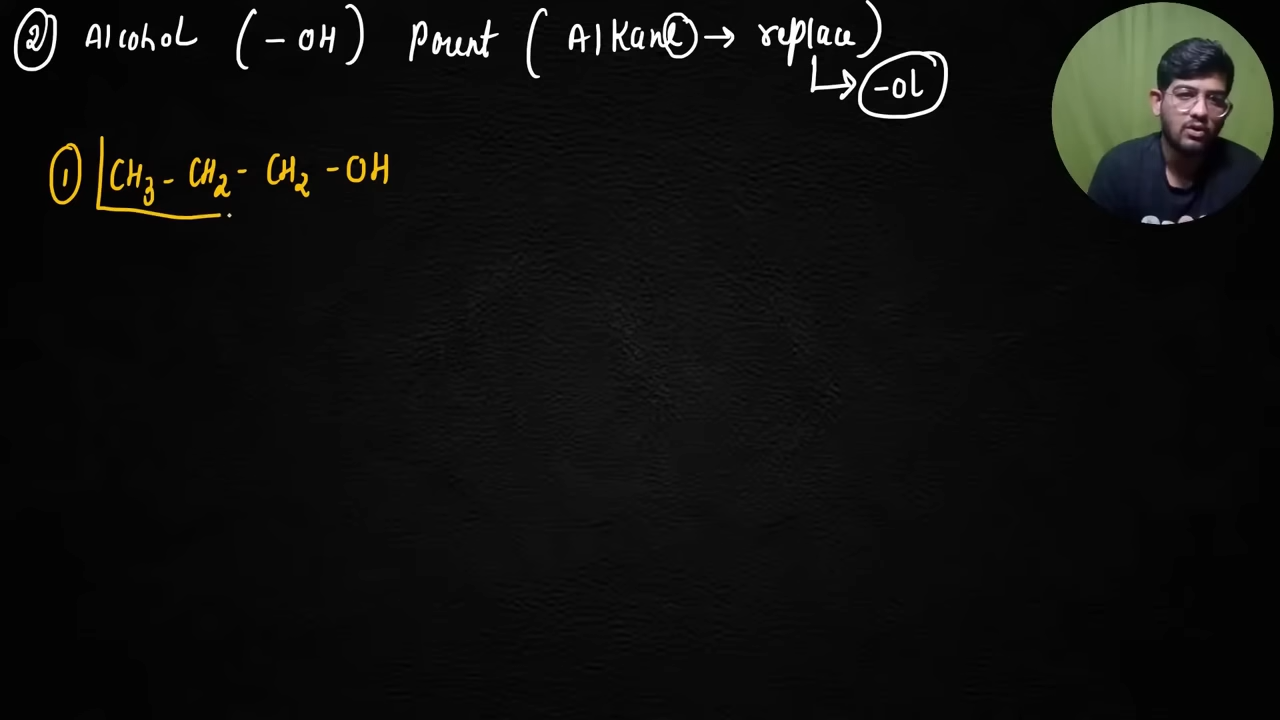 ② Alcohol (-OH) Parent (Alkane → replace)
↳ -ol
① CH₃ - CH₂ - CH₂ - OH